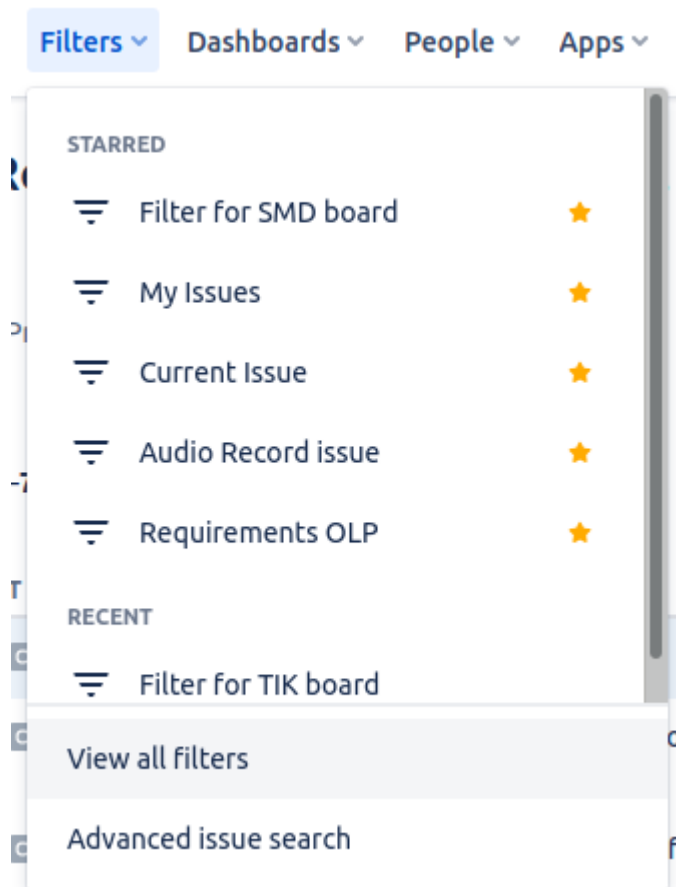 Filters Dashboards People Apps
STARRED
Filter for SMD board
My Issues
Current Issue
Audio Record issue
Requirements OLP
RECENT
Filter for TIK board
View all filters
Advanced issue search